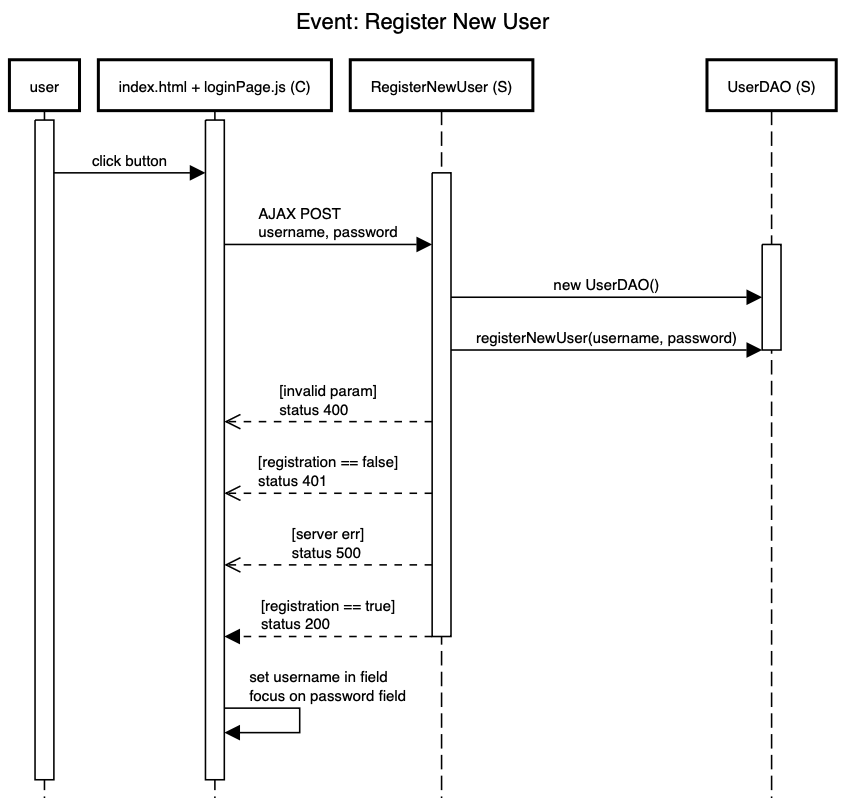 Event: Register New User
user
index.html + loginPage.js (C)
RegisterNewUser (S)
UserDAO (S)
click button
AJAX POST
username, password
new UserDAO()
registerNewUser(username, password)
[invalid param]
status 400
[registration == false]
status 401
[server err]
status 500
[registration == true]
status 200
set username in field
focus on password field